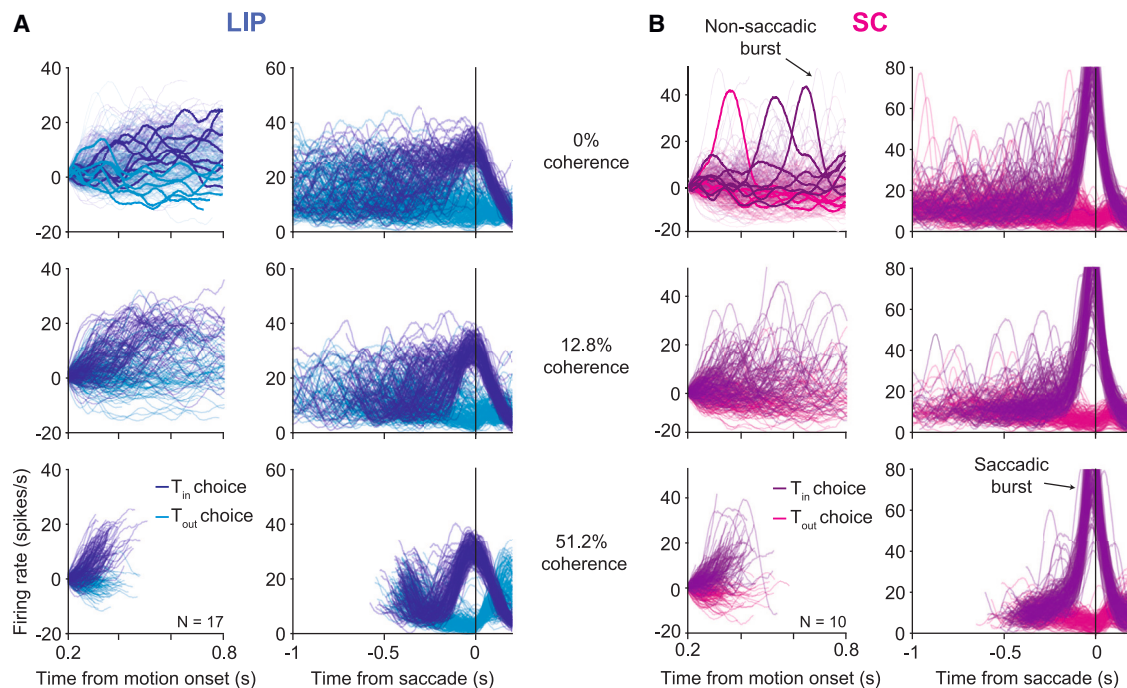 A
LIP
B
SC
Non-saccadic
burst
40
20
0
-20
60
40
20
0
0%
coherence
40
20
0
-20
80
60
40
20
0
40
20
0
-20
60
40
20
0
12.8%
coherence
40
20
0
-20
80
60
40
20
0
Firing rate (spikes/s)
40
20
0
-20
T_in choice
T_out choice
N = 17
0.2
0.8
Time from motion onset (s)
60
40
20
0
-1
-0.5
0
Time from saccade (s)
51.2%
coherence
40
20
0
-20
T_in choice
T_out choice
N = 10
0.2
0.8
Time from motion onset (s)
Saccadic
burst
80
60
40
20
0
-1
-0.5
0
Time from saccade (s)